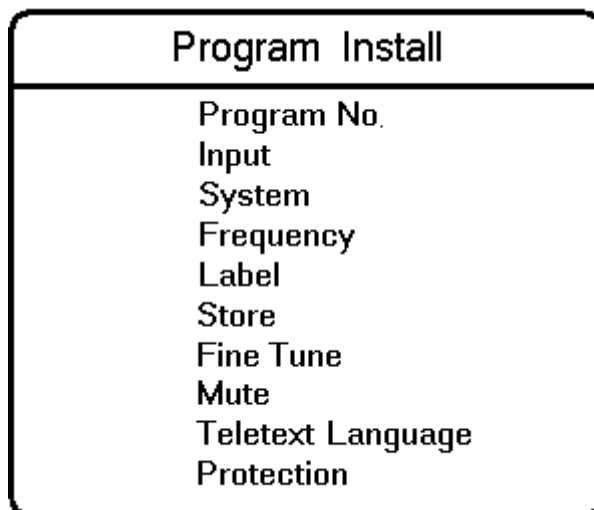 Program Install
Program No.
Input
System
Frequency
Label
Store
Fine Tune
Mute
Teletext Language
Protection